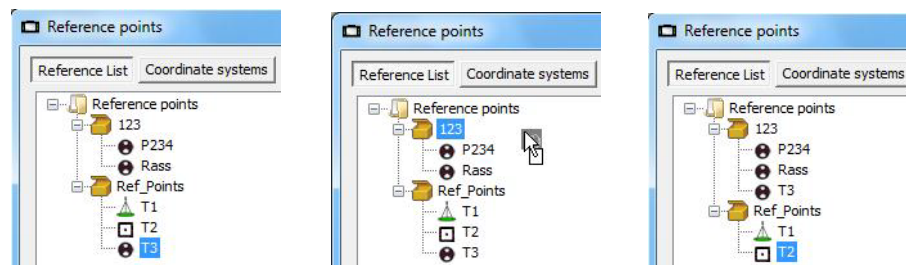 Reference points
Reference List Coordinate systems
Reference points
123
P234
Rass
Ref_Points
T1
T2
T3
Reference points
Reference List Coordinate systems
Reference points
123
P234
Rass
Ref_Points
T1
T2
T3
Reference points
Reference List Coordinate systems
Reference points
123
P234
Rass
T3
Ref_Points
T1
T2